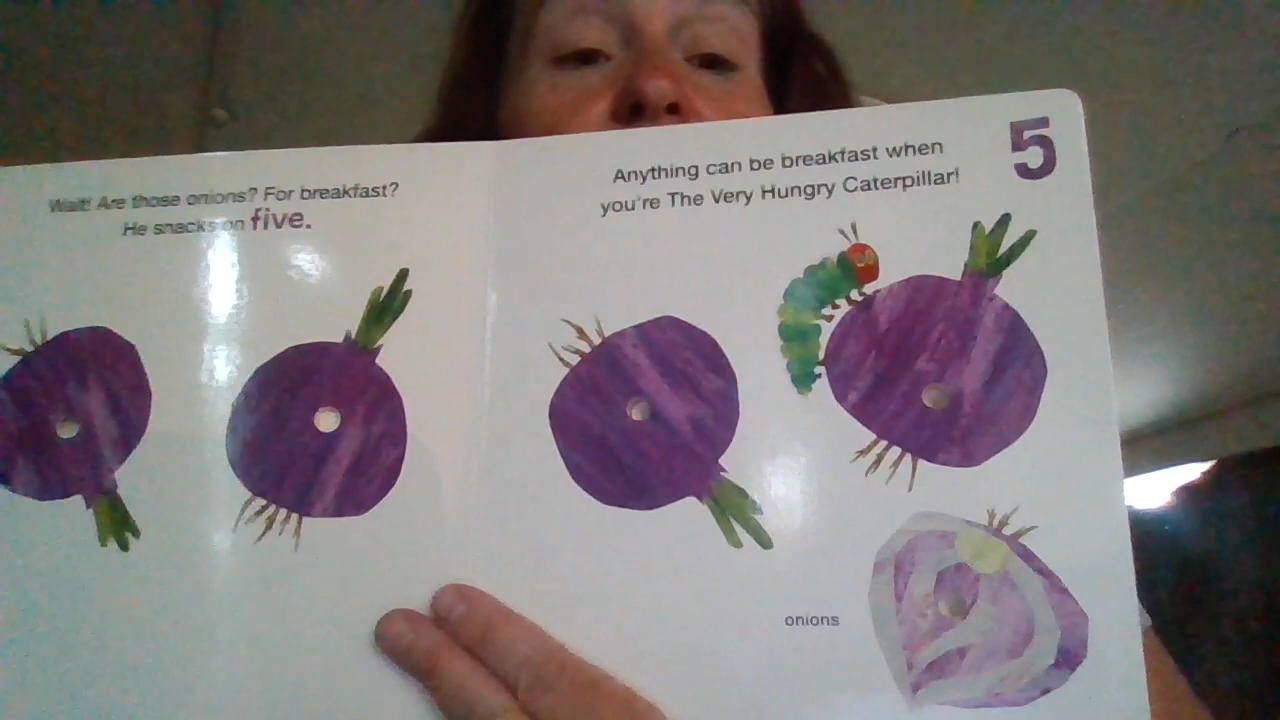 Wait! Are those onions? For breakfast?
He snacks on five.
Anything can be breakfast when
you're The Very Hungry Caterpillar!
5
onions